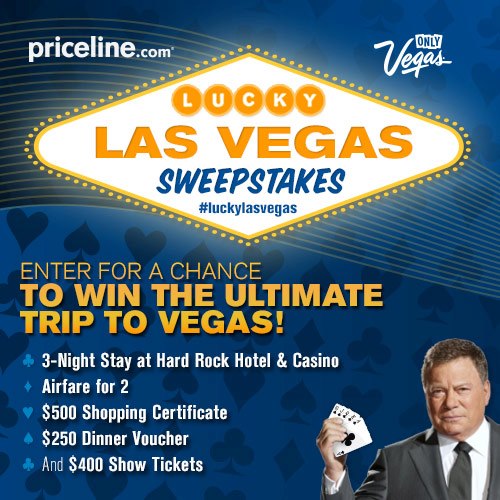 priceline.com®
ONLY
Vegas
LUCKY
LAS VEGAS
SWEEPSTAKES
#luckylasvegas
ENTER FOR A CHANCE
TO WIN THE ULTIMATE
TRIP TO VEGAS!
3-Night Stay at Hard Rock Hotel & Casino
Airfare for 2
$500 Shopping Certificate
$250 Dinner Voucher
And $400 Show Tickets